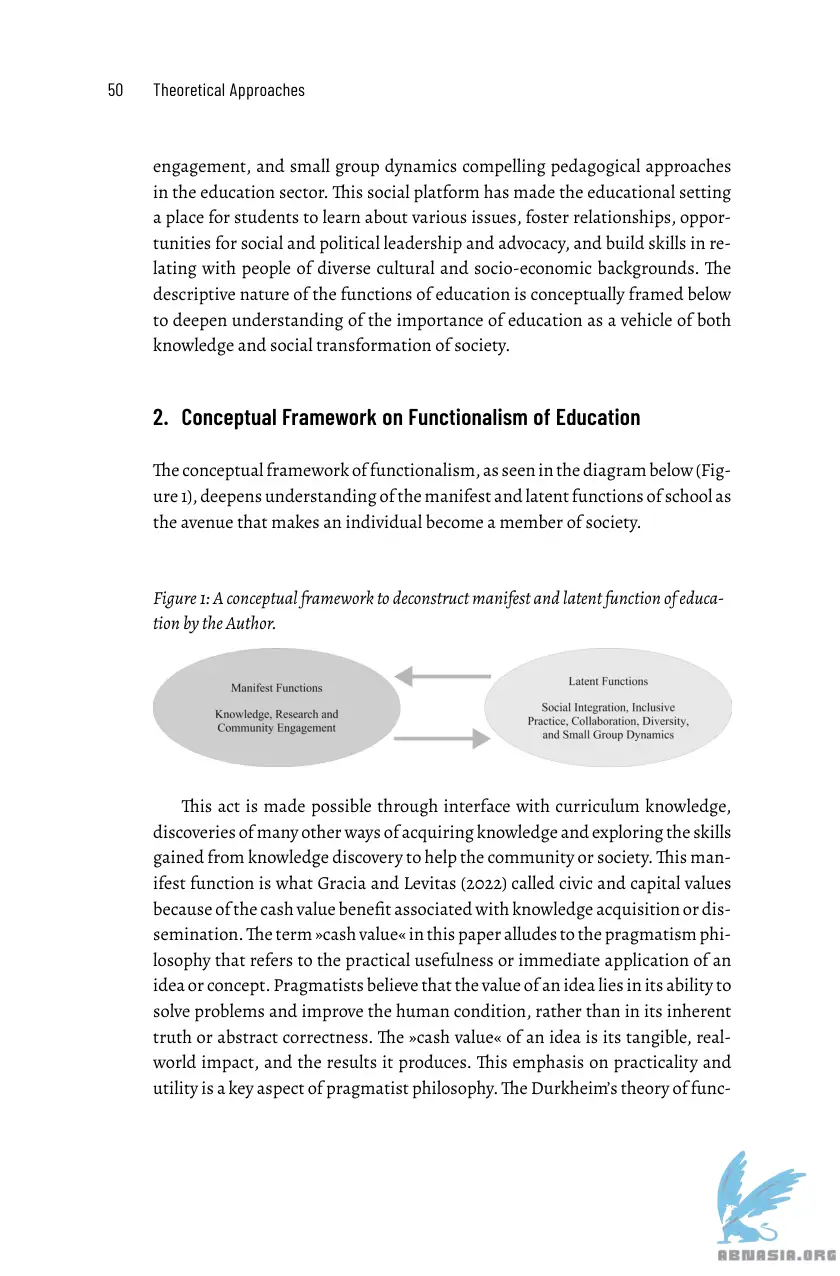 50 Theoretical Approaches
engagement, and small group dynamics compelling pedagogical approaches
in the education sector. This social platform has made the educational setting
a place for students to learn about various issues, foster relationships, oppor-
tunities for social and political leadership and advocacy, and build skills in re-
lating with people of diverse cultural and socio-economic backgrounds. The
descriptive nature of the functions of education is conceptually framed below
to deepen understanding of the importance of education as a vehicle of both
knowledge and social transformation of society.
2. Conceptual Framework on Functionalism of Education
The conceptual framework of functionalism, as seen in the diagram below (Fig-
ure 1), deepens understanding of the manifest and latent functions of school as
the avenue that makes an individual become a member of society.
Figure 1: A conceptual framework to deconstruct manifest and latent function of educa-
tion by the Author.
Manifest Functions
Knowledge, Research and
Community Engagement
Latent Functions
Social Integration, Inclusive
Practice, Collaboration, Diversity,
and Small Group Dynamics
This act is made possible through interface with curriculum knowledge,
discoveries of many other ways of acquiring knowledge and exploring the skills
gained from knowledge discovery to help the community or society. This man-
ifest function is what Gracia and Levitas (2022) called civic and capital values
because of the cash value benefit associated with knowledge acquisition or dis-
semination. The term »cash value« in this paper alludes to the pragmatism phi-
losophy that refers to the practical usefulness or immediate application of an
idea or concept. Pragmatists believe that the value of an idea lies in its ability to
solve problems and improve the human condition, rather than in its inherent
truth or abstract correctness. The »cash value« of an idea is its tangible, real-
world impact, and the results it produces. This emphasis on practicality and
utility is a key aspect of pragmatist philosophy. The Durkheim's theory of func-
ABNASIA.ORG